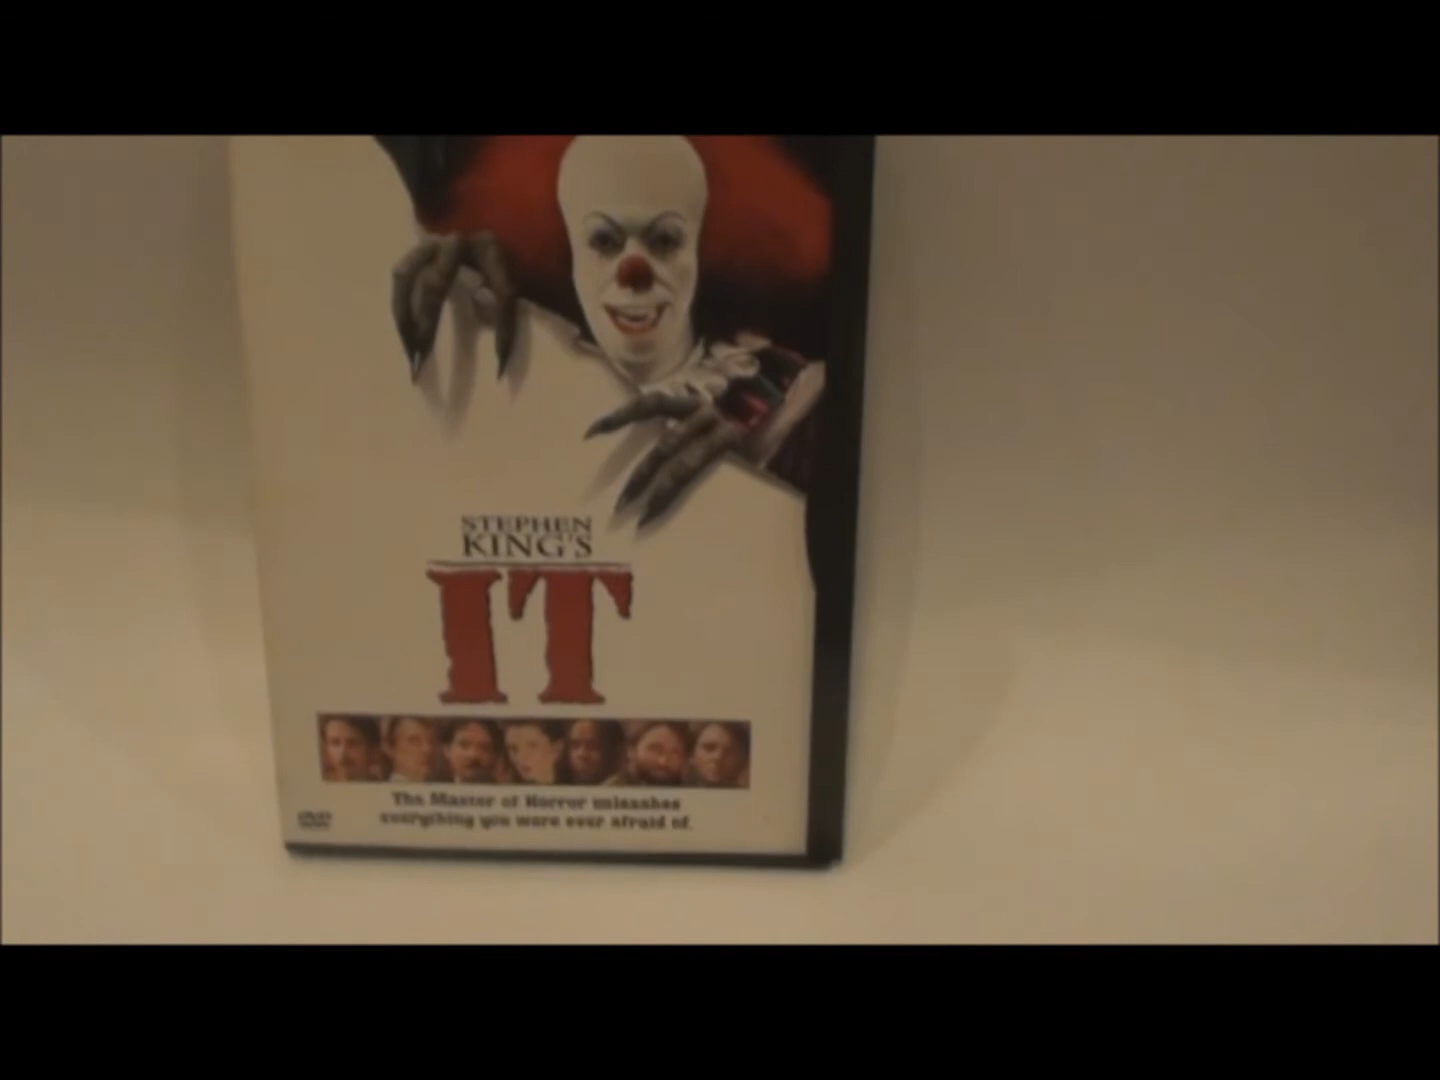 STEPHEN
KING'S
IT
The Master of Horror unleashes
everything you were ever afraid of.
DVD